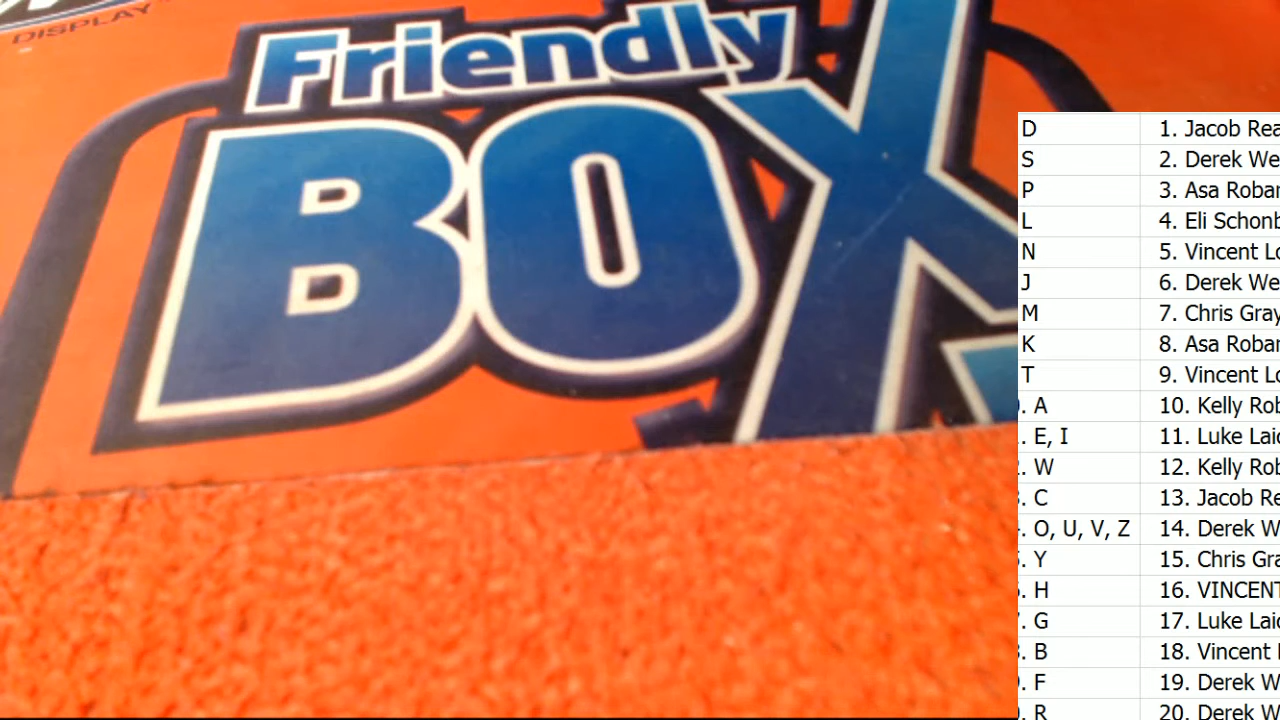 DISPLAY
Friendly
BOX
D 1. Jacob Rea
S 2. Derek We
P 3. Asa Robar
L 4. Eli Schonb
N 5. Vincent Lo
J 6. Derek We
M 7. Chris Gray
K 8. Asa Robar
T 9. Vincent Lo
. A 10. Kelly Rob
. E, I 11. Luke Laid
. W 12. Kelly Rob
. C 13. Jacob Re
. O, U, V, Z 14. Derek W
. Y 15. Chris Gra
. H 16. VINCENT
. G 17. Luke Laid
. B 18. Vincent
. F 19. Derek W
. R 20. Derek W